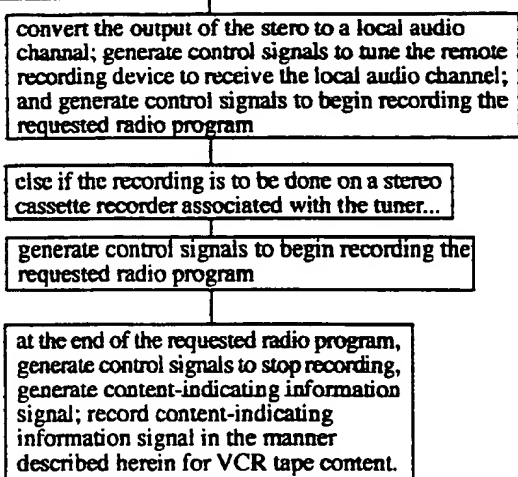 convert the output of the stero to a local audio
channel; generate control signals to tune the remote
recording device to receive the local audio channel;
and generate control signals to begin recording the
requested radio program
else if the recording is to be done on a stereo
cassette recorder associated with the tuner...
generate control signals to begin recording the
requested radio program
at the end of the requested radio program,
generate control signals to stop recording,
generate content-indicating information
signal; record content-indicating
information signal in the manner
described herein for VCR tape content.